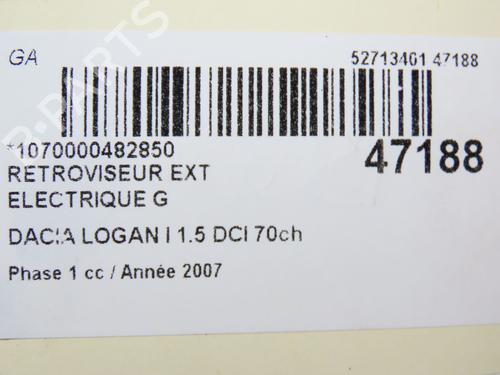 GA
52713401 47188
B-PARTS
*1070000482850
47188
RETROVISEUR EXT
ELECTRIQUE G
DACIA LOGAN I 1.5 DCI 70ch
Phase 1 cc / Année 2007